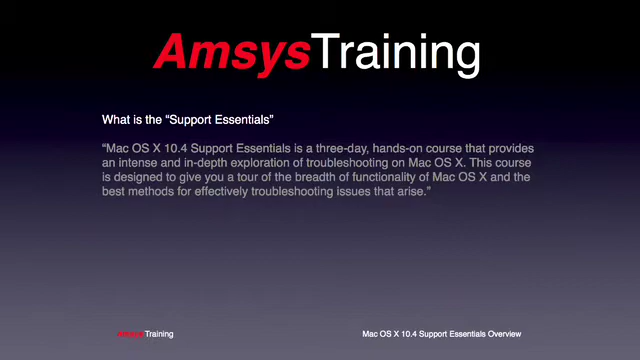 AmsysTraining
What is the “Support Essentials”
“Mac OS X 10.4 Support Essentials is a three-day, hands-on course that provides
an intense and in-depth exploration of troubleshooting on Mac OS X. This course
is designed to give you a tour of the breadth of functionality of Mac OS X and the
best methods for effectively troubleshooting issues that arise.”
AmsysTraining
Mac OS X 10.4 Support Essentials Overview